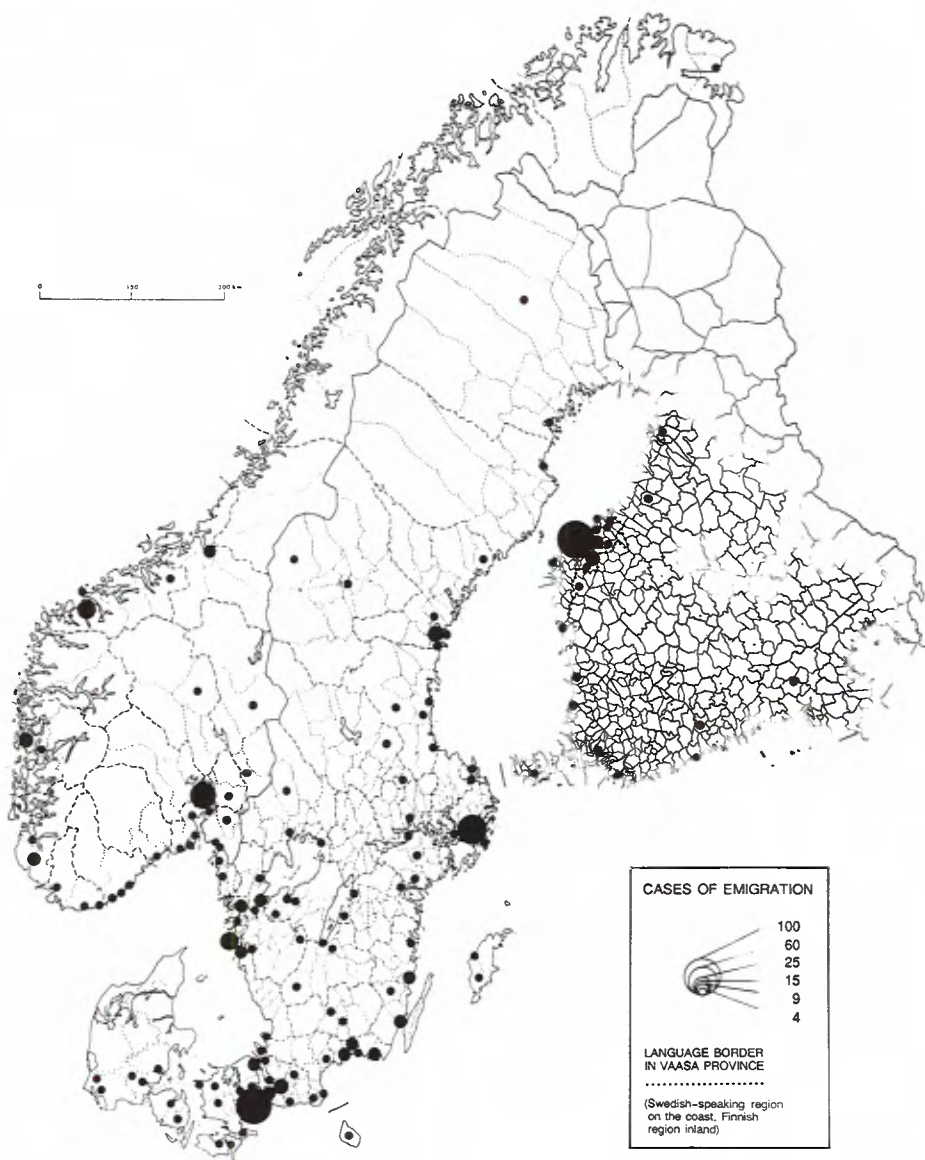 0 150 300 km
CASES OF EMIGRATION
100
60
25
15
9
4
LANGUAGE BORDER
IN VAASA PROVINCE
(Swedish-speaking region
on the coast, Finnish
region inland)